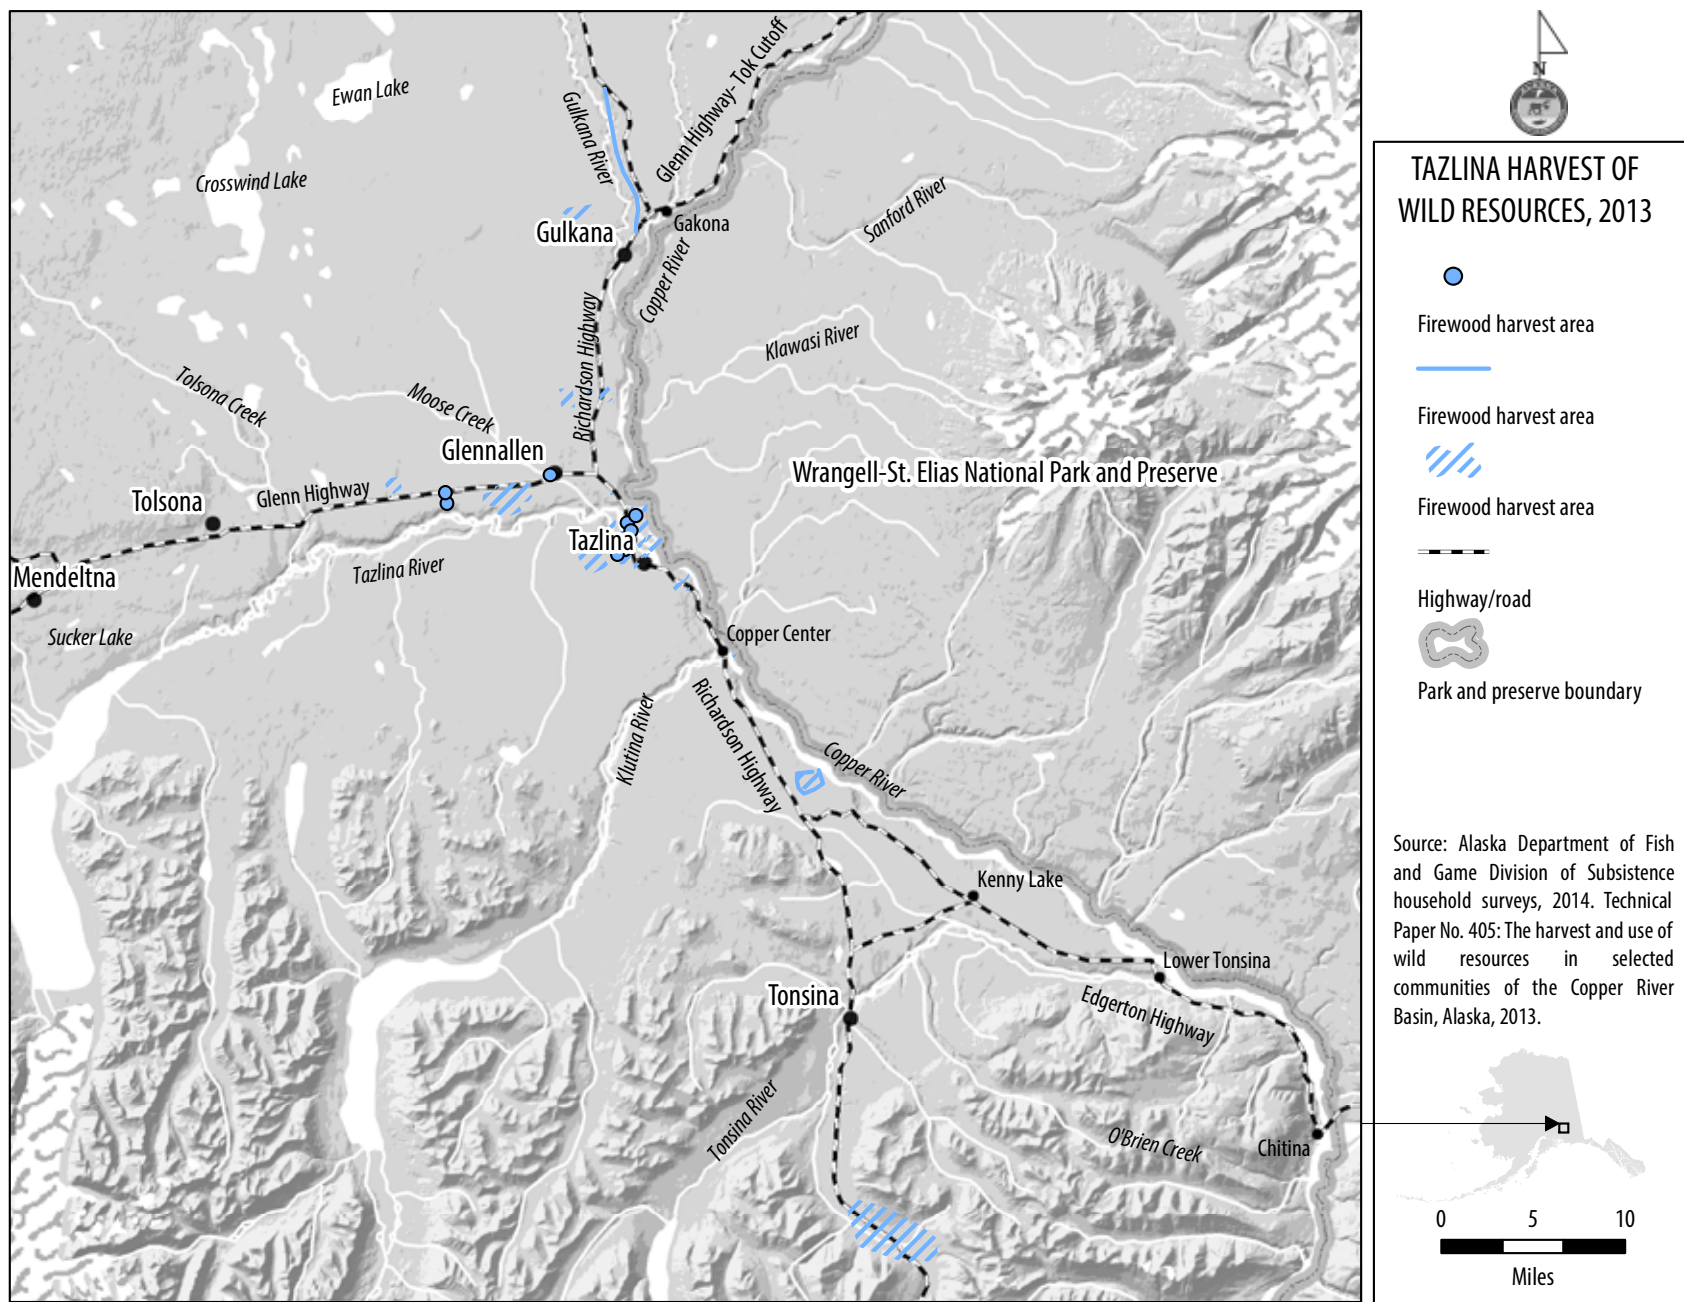 Ewan Lake
Crosswind Lake
Gulkana River
Glenn Highway-Tok Cutoff
Gulkana
Gakona
Copper River
Sanford River
Richardson Highway
Klawasi River
Tolsona Creek
Moose Creek
Glennallen
Wrangell-St. Elias National Park and Preserve
Glenn Highway
Tolsona
Tazlina
Mendeltna
Tazlina River
Sucker Lake
Copper Center
Klutina River
Richardson Highway
Copper River
Kenny Lake
Lower Tonsina
Tonsina
Edgerton Highway
Tonsina River
O'Brien Creek
Chitina
N
ALASKA
TAZLINA HARVEST OF
WILD RESOURCES, 2013
Firewood harvest area
Firewood harvest area
Firewood harvest area
Highway/road
Park and preserve boundary
Source: Alaska Department of Fish
and Game Division of Subsistence
household surveys, 2014. Technical
Paper No. 405: The harvest and use of
wild resources in selected
communities of the Copper River
Basin, Alaska, 2013.
0 5 10
Miles